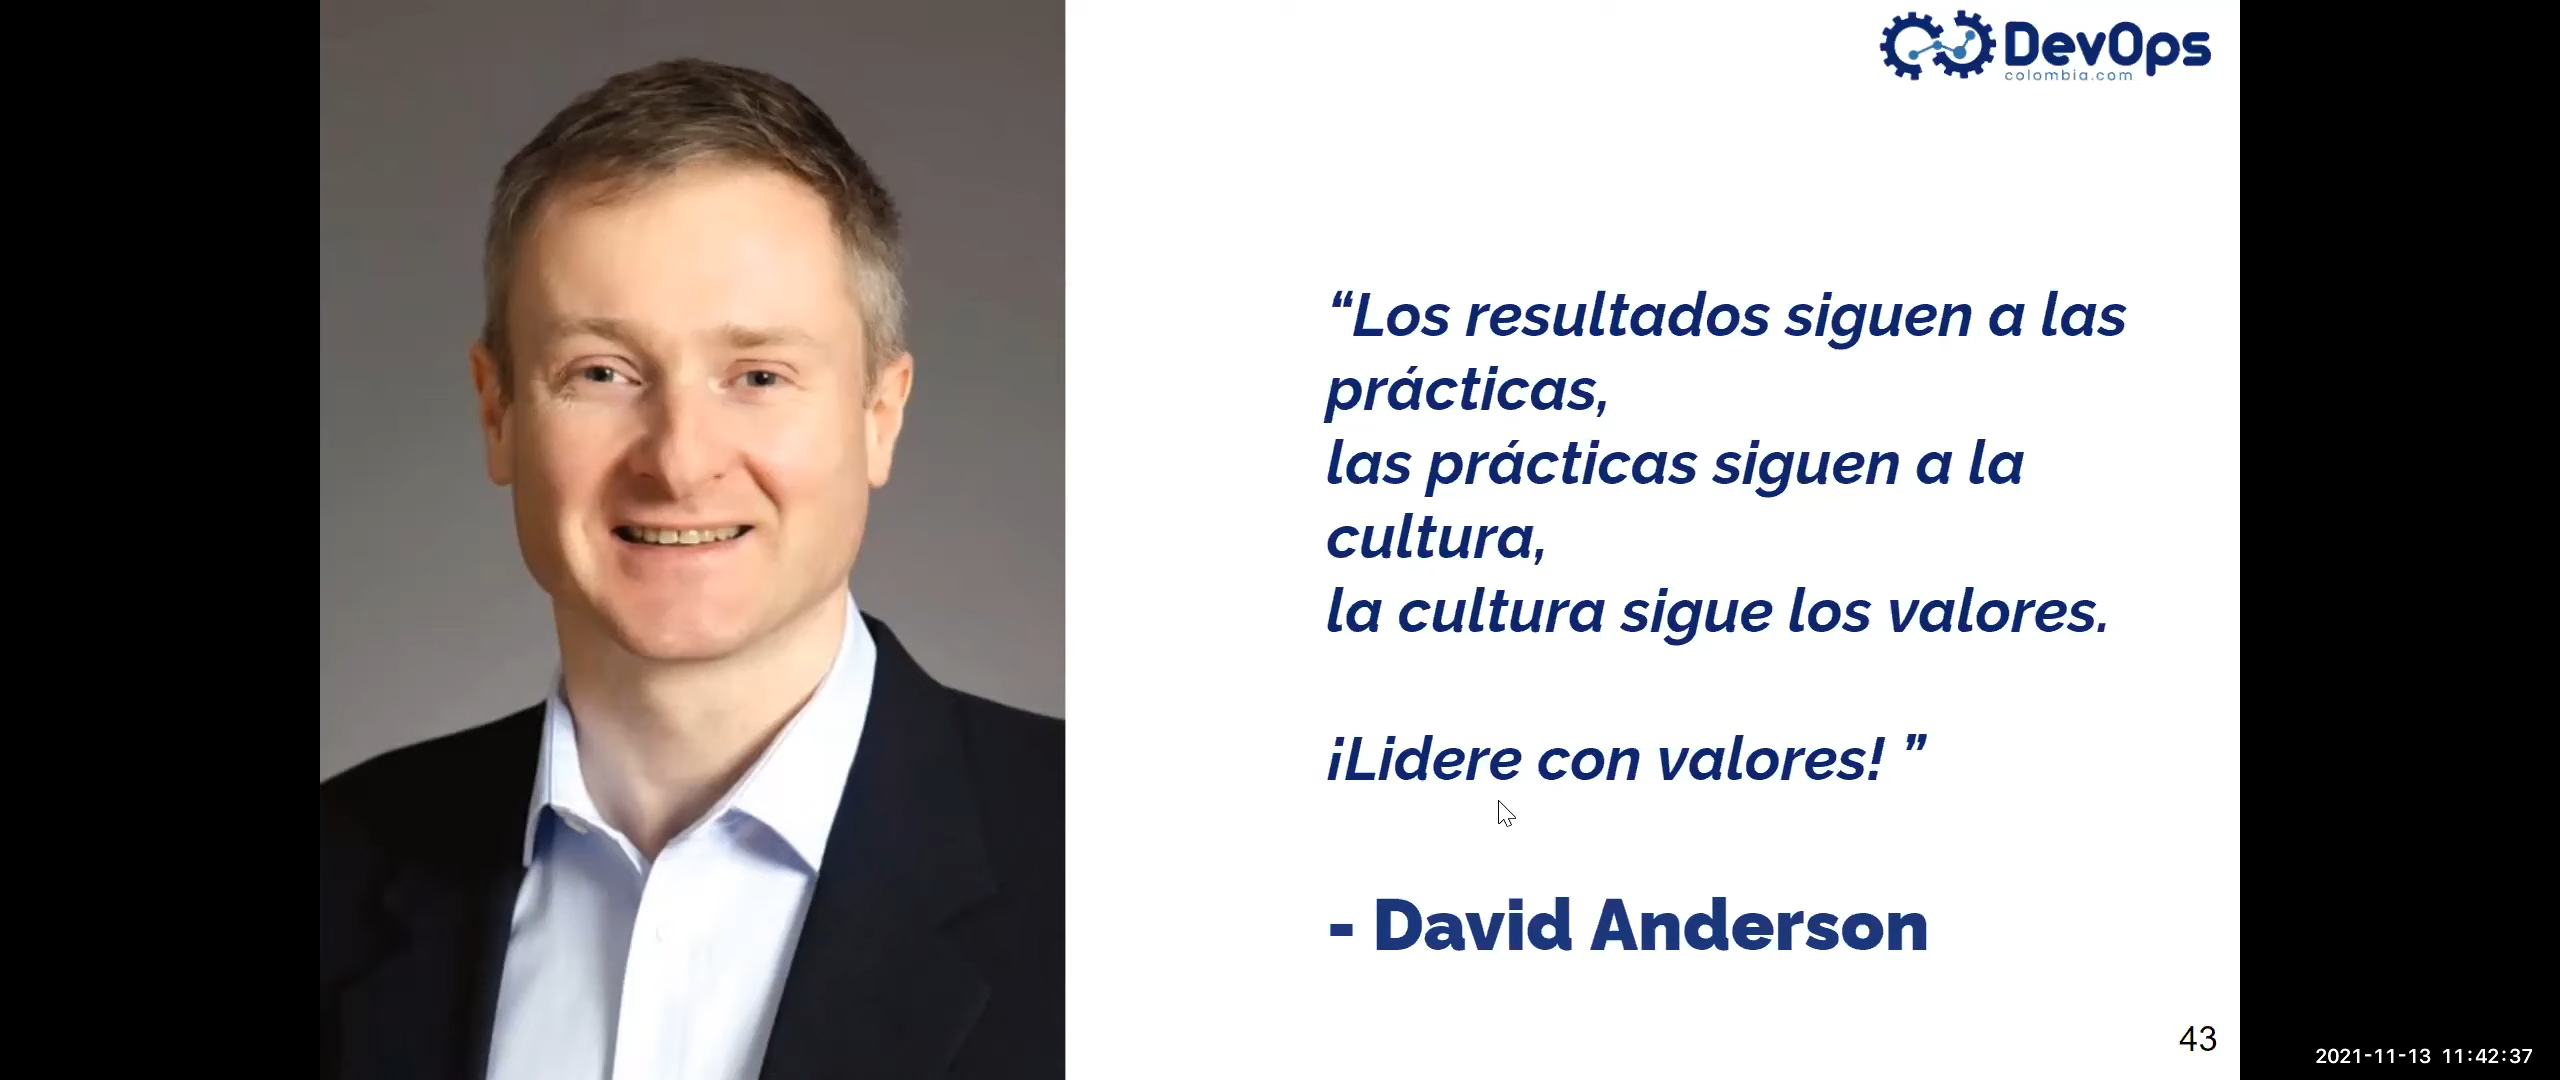 DevOps
colombia.com
“Los resultados siguen a las
prácticas,
las prácticas siguen a la
cultura,
la cultura sigue los valores.
¡Lidere con valores! ”
- David Anderson
43
2021-11-13 11:42:37